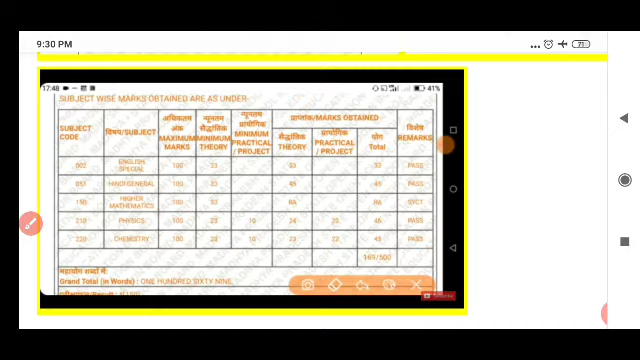 9:30 PM
... 71
17:48 41%
SUBJECT WISE MARKS OBTAINED ARE AS UNDER-
SUBJECT CODE विषय/SUBJECT अधिकतम अंक MAXIMUM MARKS न्यूनतम सैद्धांतिक MINIMUM THEORY न्यूनतम प्रायोगिक MINIMUM PRACTICAL / PROJECT प्राप्तांक/MARKS OBTAINED विशेष REMARKS
सैद्धांतिक THEORY प्रायोगिक PRACTICAL / PROJECT योग Total
002 ENGLISH SPECIAL 100 33 33 33 PASS
051 HINDI GENERAL 100 33 45 45 PASS
150 HIGHER MATHEMATICS 100 33 RA RA SYCT
210 PHYSICS 100 23 10 24 22 46 PASS
220 CHEMISTRY 100 23 10 23 22 45 PASS
169/500
महायोग शब्दों में:
Grand Total (in Words) : ONE HUNDRED SIXTY NINE